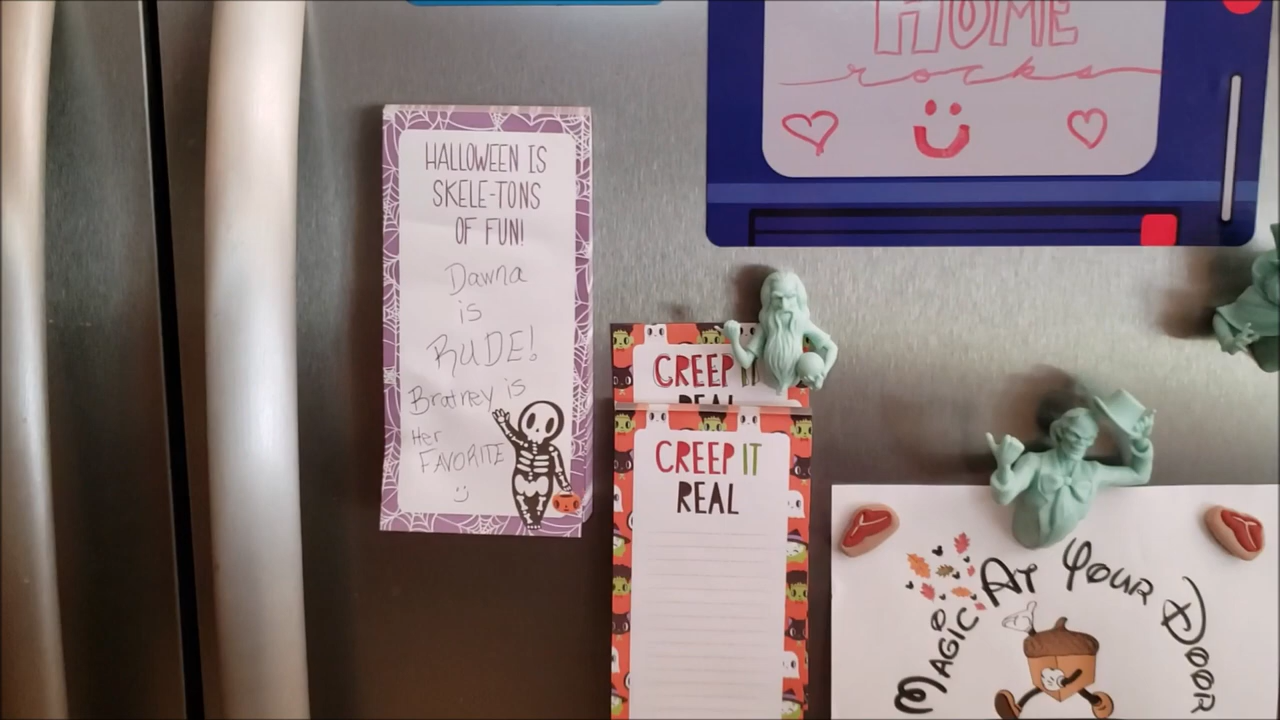 HOME
rocks
HALLOWEEN IS
SKELE-TONS
OF FUN!
Dawna
is
RUDE!
Bratney is
Her
FAVORITE
CREEP IT
REAL
CREEP IT
REAL
MAGIC AT YOUR DOOR